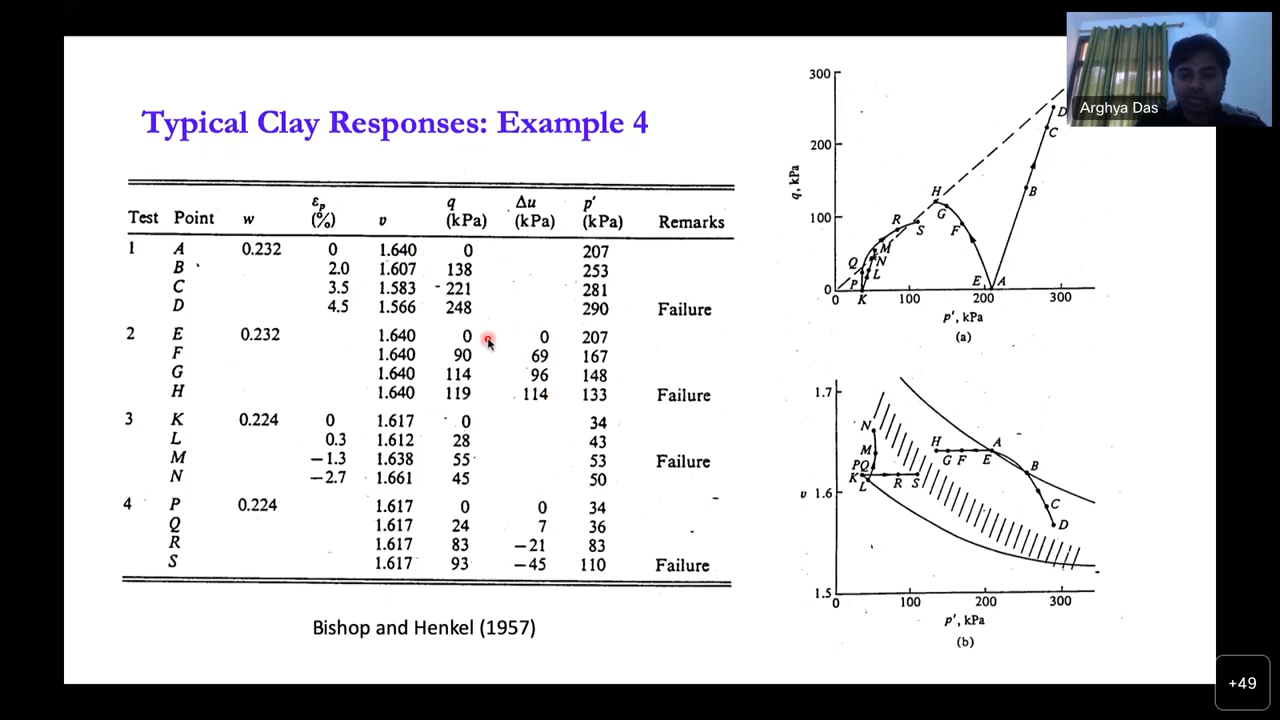 Arghya Das
Typical Clay Responses: Example 4
Test Point w εp (%) v q (kPa) Δu (kPa) p′ (kPa) Remarks
1 A 0.232 0 1.640 0 207
B 2.0 1.607 138 253
C 3.5 1.583 221 281
D 4.5 1.566 248 290 Failure
2 E 0.232 1.640 0 0 207
F 1.640 90 69 167
G 1.640 114 96 148
H 1.640 119 114 133 Failure
3 K 0.224 0 1.617 0 34
L 0.3 1.612 28 43
M −1.3 1.638 55 53 Failure
N −2.7 1.661 45 50
4 P 0.224 1.617 0 0 34
Q 1.617 24 7 36
R 1.617 83 −21 83
S 1.617 93 −45 110 Failure
Bishop and Henkel (1957)
300
200
100
0
q, kPa
0 100 200 300
p′, kPa
(a)
A
B
C
D
E
F
G
H
K
L
M
N
P
Q
R
S
1.7
v 1.6
1.5
0 100 200 300
p′, kPa
(b)
N
M
PQ
K
L
R S
H
G F E
A
B
C
D
+49